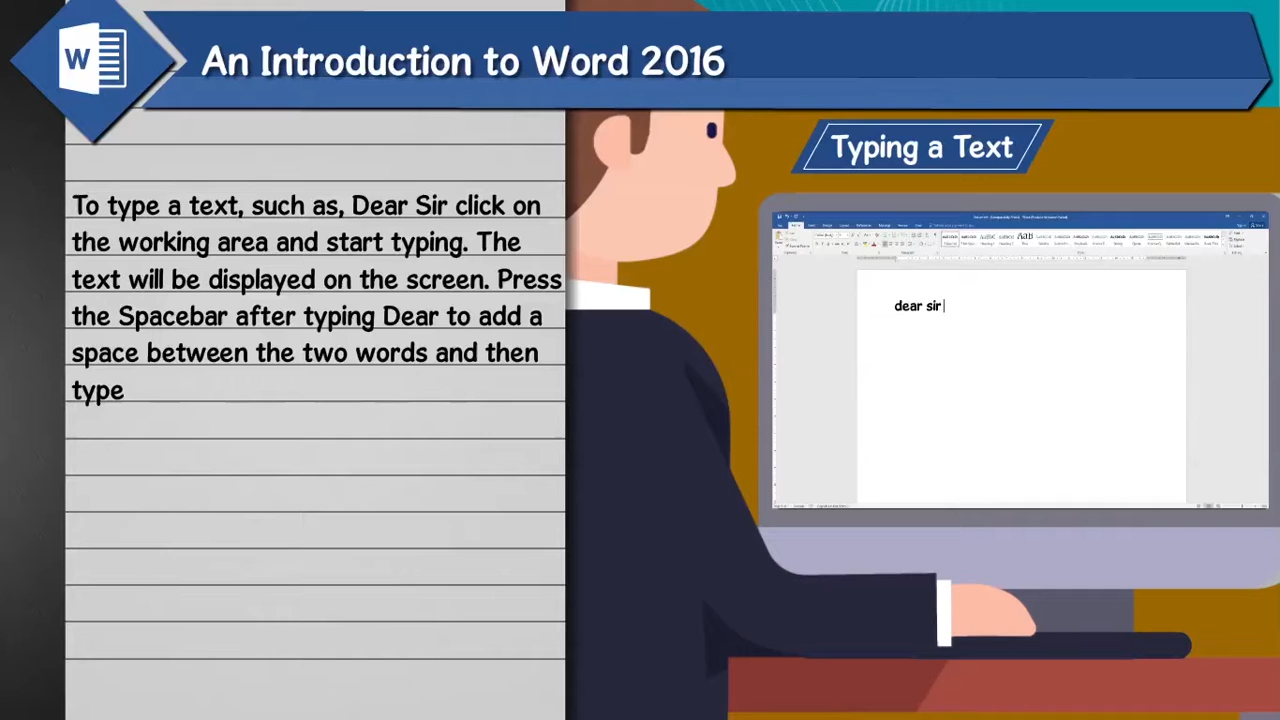 W
An Introduction to Word 2016
Typing a Text
To type a text, such as, Dear Sir click on
the working area and start typing. The
text will be displayed on the screen. Press
the Spacebar after typing Dear to add a
space between the two words and then
type
dear sir